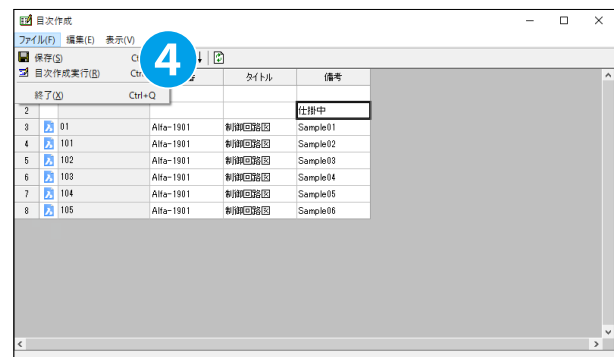 目次作成
ファイル(F) 編集(E) 表示(V)
保存(S)
目次作成実行(R)
終了(X) Ctrl+Q
4
タイトル 備考
2 仕掛中
3 01 Alfa-1901 制御回路図 Sample01
4 101 Alfa-1901 制御回路図 Sample02
5 102 Alfa-1901 制御回路図 Sample03
6 103 Alfa-1901 制御回路図 Sample04
7 104 Alfa-1901 制御回路図 Sample05
8 105 Alfa-1901 制御回路図 Sample06